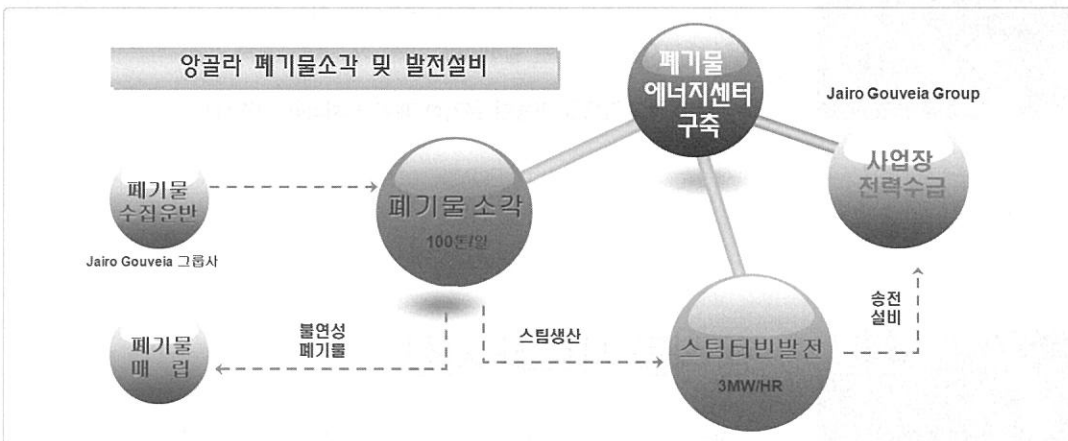 앙골라 폐기물소각 및 발전설비
폐기물
에너지센터
구축
Jairo Gouveia Group
사업장
전력수급
폐기물
수집운반
Jairo Gouveia 그룹사
폐기물 소각
100톤/일
불연성
폐기물
스팀생산
송전
설비
폐기물
매 립
스팀터빈발전
3MW/HR